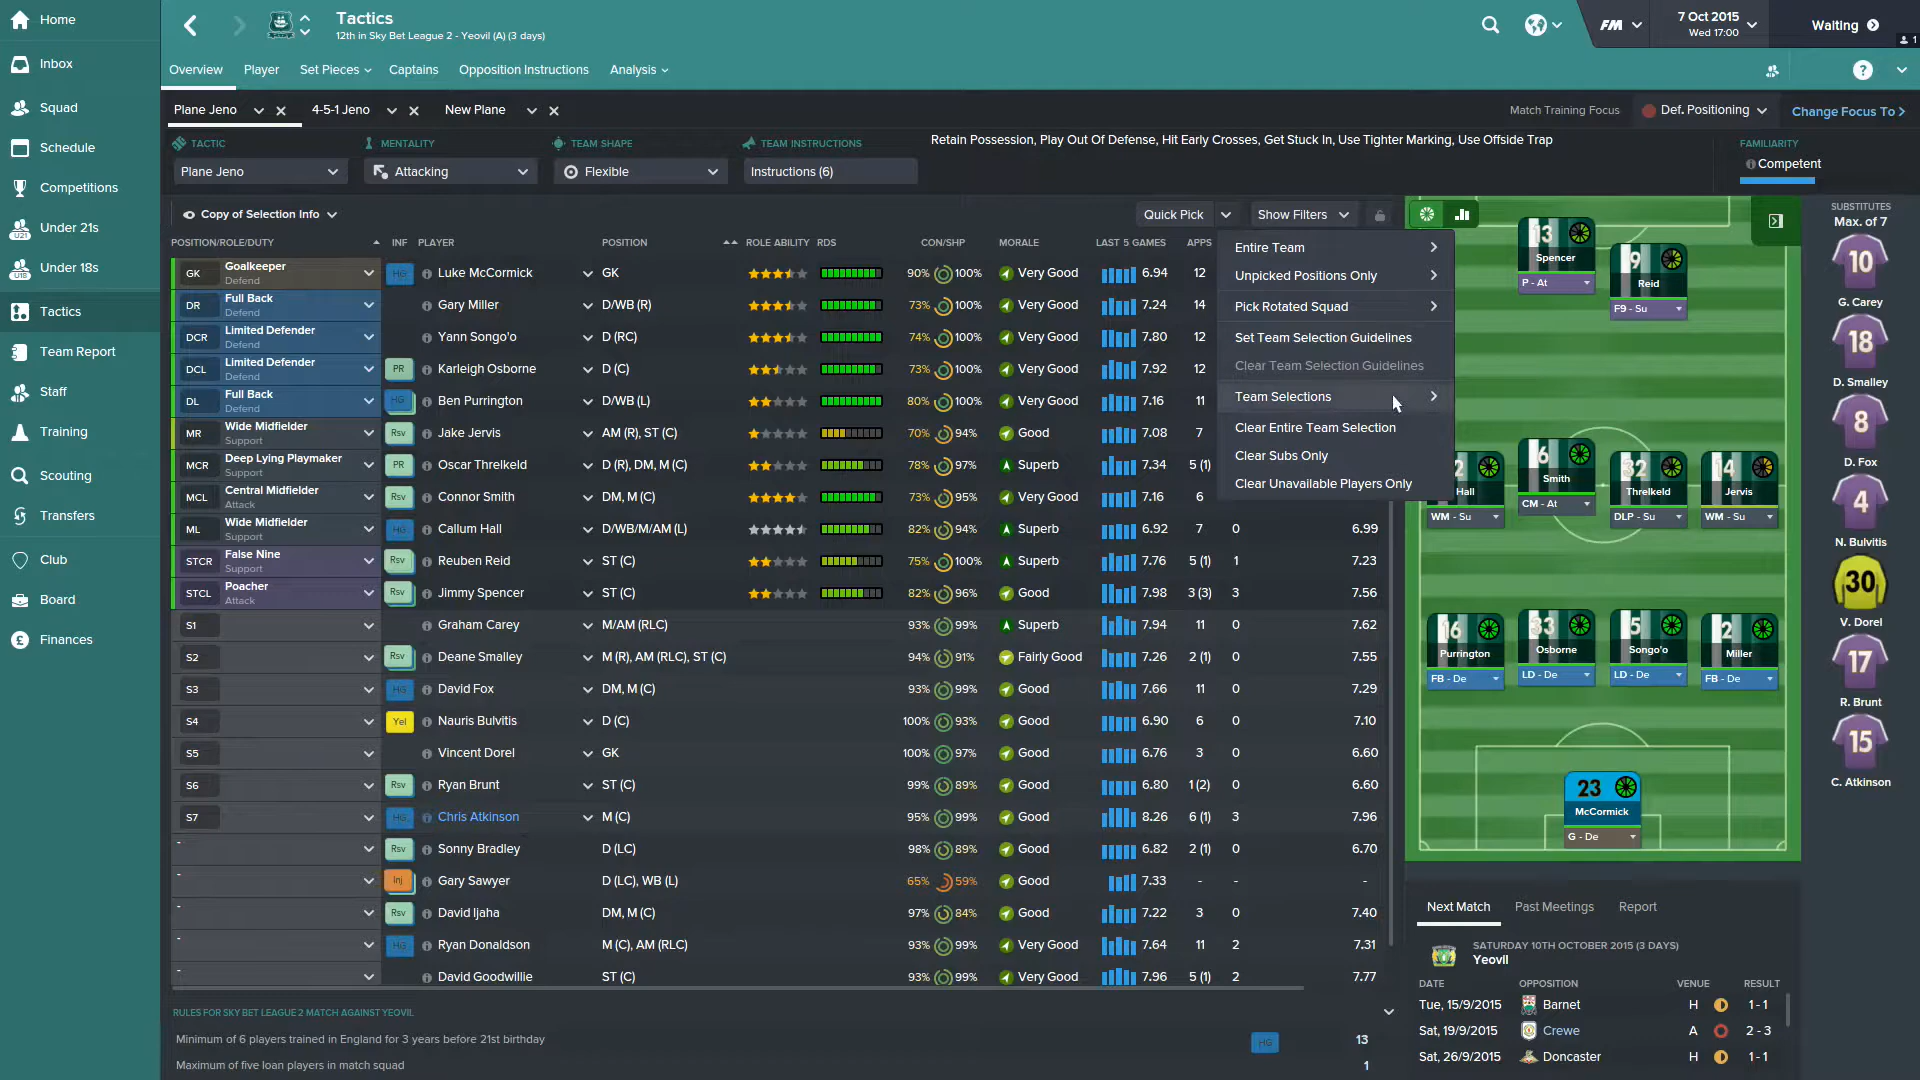 Home
Inbox
Squad
Schedule
Competitions
Under 21s
Under 18s
Tactics
Team Report
Staff
Training
Scouting
Transfers
Club
Board
Finances
Tactics
12th in Sky Bet League 2 - Yeovil (A) (3 days)
FM
7 Oct 2015
Wed 17:00
Waiting
1
Overview Player Set Pieces Captains Opposition Instructions Analysis
Plane Jeno 4-5-1 Jeno New Plane
Match Training Focus Def. Positioning Change Focus To >
TACTIC MENTALITY TEAM SHAPE TEAM INSTRUCTIONS
Plane Jeno Attacking Flexible Instructions (6)
Retain Possession, Play Out Of Defense, Hit Early Crosses, Get Stuck In, Use Tighter Marking, Use Offside Trap
FAMILIARITY
Competent
Copy of Selection Info Quick Pick Show Filters
POSITION/ROLE/DUTY INF PLAYER POSITION ROLE ABILITY RDS CON/SHP MORALE LAST 5 GAMES APPS
GK Goalkeeper Defend HG Luke McCormick GK 90% 100% Very Good 6.94 12
DR Full Back Defend Gary Miller D/WB (R) 73% 100% Very Good 7.24 14
DCR Limited Defender Defend Yann Songo'o D (RC) 74% 100% Very Good 7.80 12
DCL Limited Defender Defend PR Karleigh Osborne D (C) 73% 100% Very Good 7.92 12
DL Full Back Defend HG Ben Purrington D/WB (L) 80% 100% Very Good 7.16 11
MR Wide Midfielder Support Rsv Jake Jervis AM (R), ST (C) 70% 94% Good 7.08 7
MCR Deep Lying Playmaker Support PR Oscar Threlkeld D (R), DM, M (C) 78% 97% Superb 7.34 5 (1)
MCL Central Midfielder Attack Rsv Connor Smith DM, M (C) 73% 95% Very Good 7.16 6
ML Wide Midfielder Support HG Callum Hall D/WB/M/AM (L) 82% 94% Superb 6.92 7 0 6.99
STCR False Nine Support Rsv Reuben Reid ST (C) 75% 100% Superb 7.76 5 (1) 1 7.23
STCL Poacher Attack Rsv Jimmy Spencer ST (C) 82% 96% Good 7.98 3 (3) 3 7.56
S1 Graham Carey M/AM (RLC) 93% 99% Superb 7.94 11 0 7.62
S2 Rsv Deane Smalley M (R), AM (RLC), ST (C) 94% 91% Fairly Good 7.26 2 (1) 0 7.55
S3 HG David Fox DM, M (C) 93% 99% Good 7.66 11 0 7.29
S4 Yel Nauris Bulvitis D (C) 100% 93% Good 6.90 6 0 7.10
S5 Vincent Dorel GK 100% 97% Good 6.76 3 0 6.60
S6 Rsv Ryan Brunt ST (C) 99% 89% Good 6.80 1 (2) 0 6.60
S7 HG Chris Atkinson M (C) 95% 99% Good 8.26 6 (1) 3 7.96
- Rsv Sonny Bradley D (LC) 98% 89% Good 6.82 2 (1) 0 6.70
- Inj Gary Sawyer D (LC), WB (L) 65% 59% Good 7.33 - - -
- Rsv David Ijaha DM, M (C) 97% 84% Good 7.22 3 0 7.40
- HG Ryan Donaldson M (C), AM (RLC) 93% 99% Very Good 7.64 11 2 7.31
- David Goodwillie ST (C) 93% 99% Very Good 7.96 5 (1) 2 7.77
Entire Team
Unpicked Positions Only
Pick Rotated Squad
Set Team Selection Guidelines
Clear Team Selection Guidelines
Team Selections
Clear Entire Team Selection
Clear Subs Only
Clear Unavailable Players Only
13 Spencer P - At
9 Reid F9 - Su
2 Hall WM - Su
6 Smith CM - At
32 Threlkeld DLP - Su
14 Jervis WM - Su
16 Purrington FB - De
33 Osborne LD - De
5 Songo'o LD - De
2 Miller FB - De
23 McCormick G - De
SUBSTITUTES
Max. of 7
10
G. Carey
18
D. Smalley
8
D. Fox
4
N. Bulvitis
30
V. Dorel
17
R. Brunt
15
C. Atkinson
Next Match Past Meetings Report
SATURDAY 10TH OCTOBER 2015 (3 DAYS)
Yeovil
DATE OPPOSITION VENUE RESULT
Tue, 15/9/2015 Barnet H 1 - 1
Sat, 19/9/2015 Crewe A 2 - 3
Sat, 26/9/2015 Doncaster H 1 - 1
RULES FOR SKY BET LEAGUE 2 MATCH AGAINST YEOVIL
Minimum of 6 players trained in England for 3 years before 21st birthday HG 13
Maximum of five loan players in match squad 1